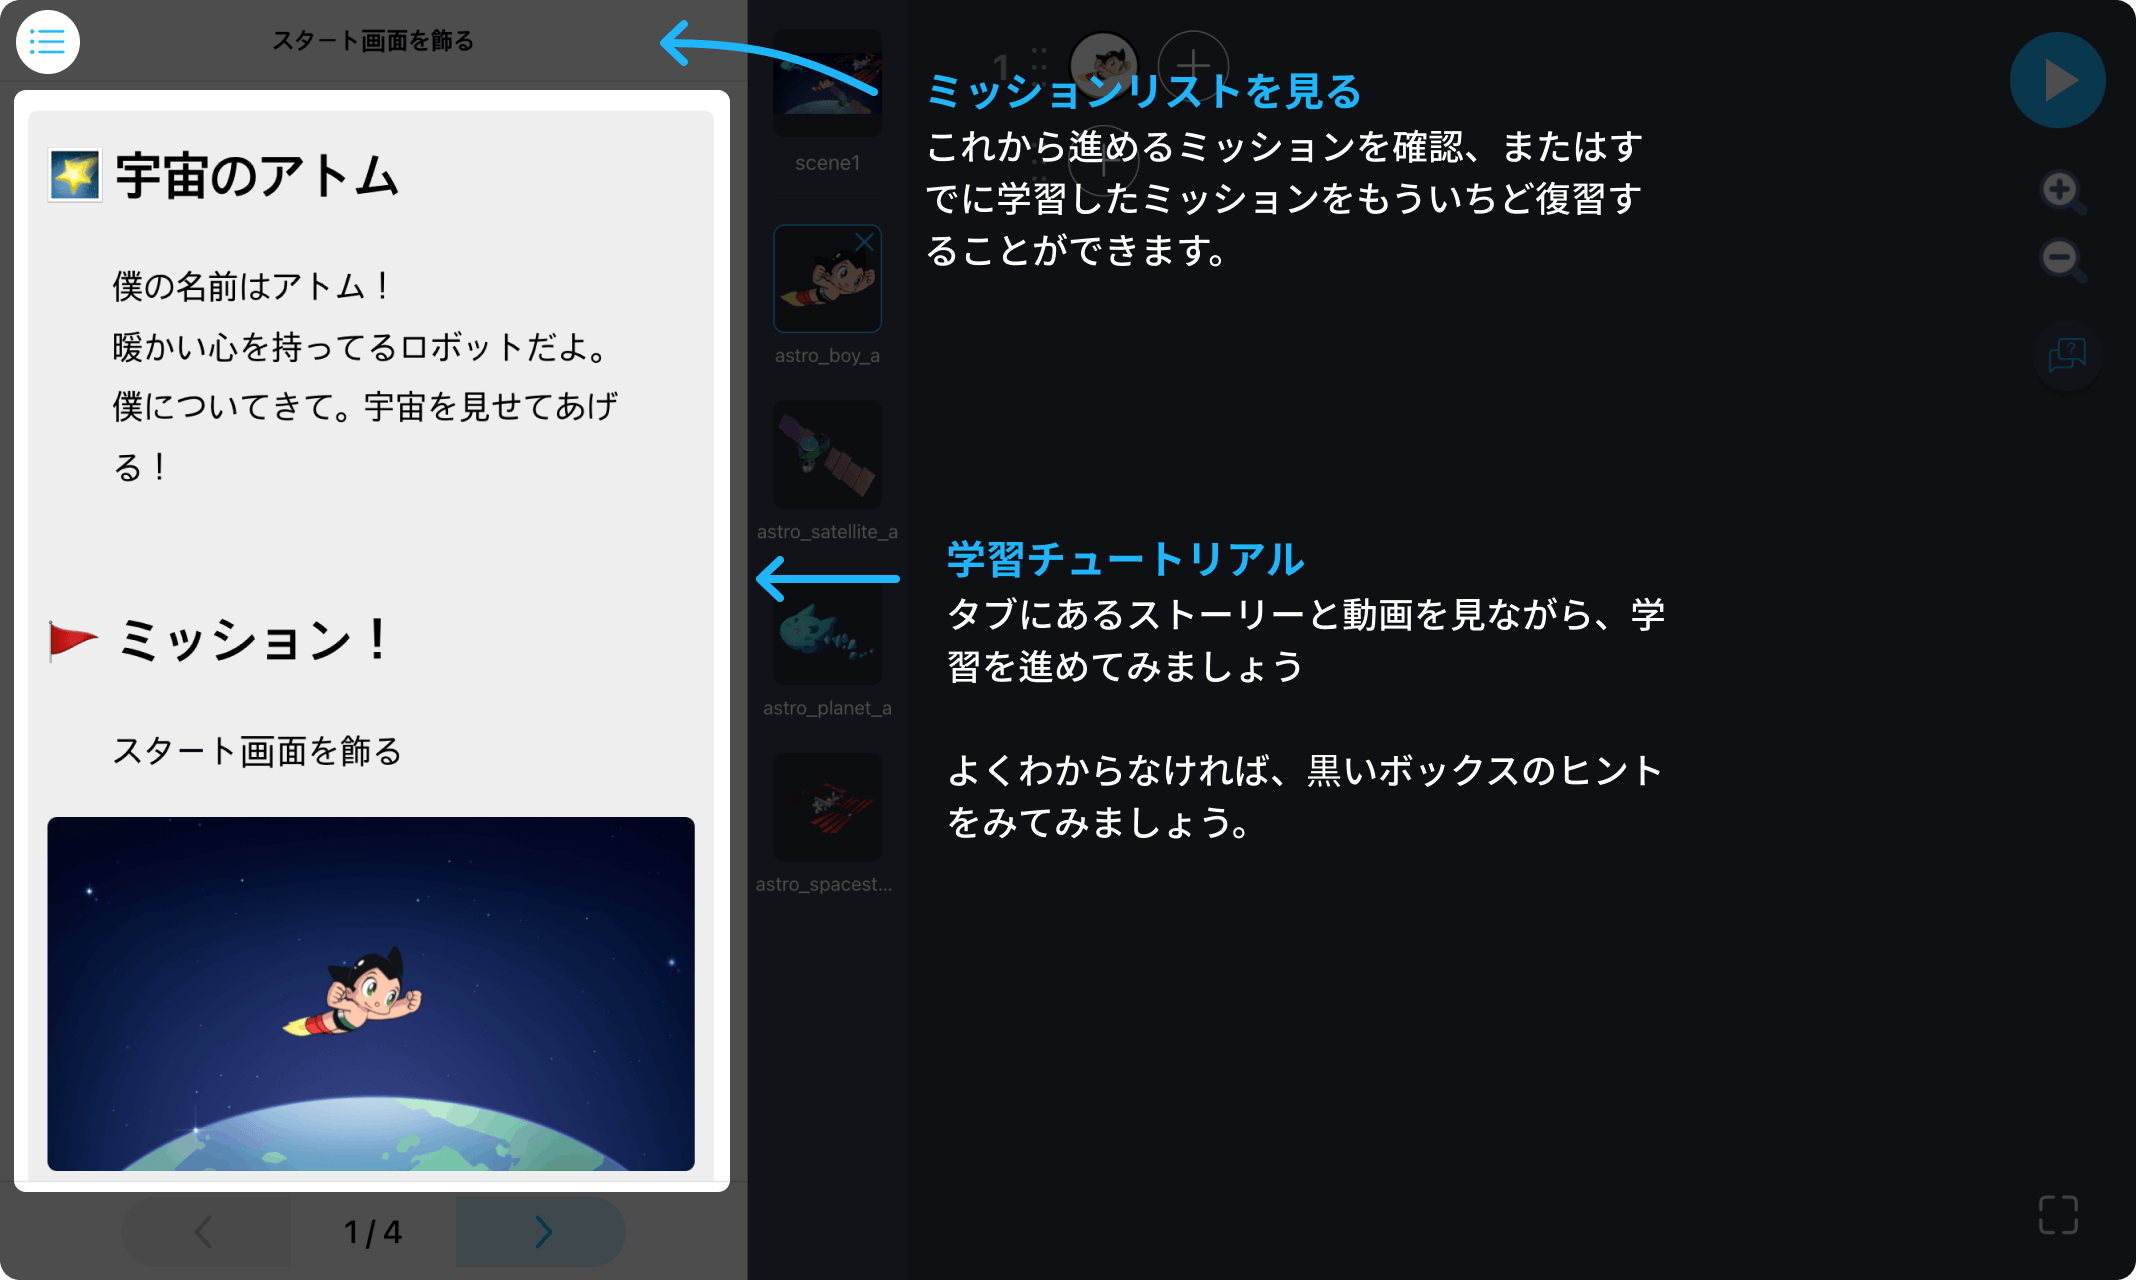 スタート画面を飾る
宇宙のアトム
僕の名前はアトム！
暖かい心を持ってるロボットだよ。
僕についてきて。宇宙を見せてあげ
る！
ミッション！
スタート画面を飾る
1 / 4
scene1
astro_boy_a
astro_satellite_a
astro_planet_a
astro_spacest...
1
ミッションリストを見る
これから進めるミッションを確認、またはす
でに学習したミッションをもういちど復習す
ることができます。
学習チュートリアル
タブにあるストーリーと動画を見ながら、学
習を進めてみましょう
よくわからなければ、黒いボックスのヒント
をみてみましょう。